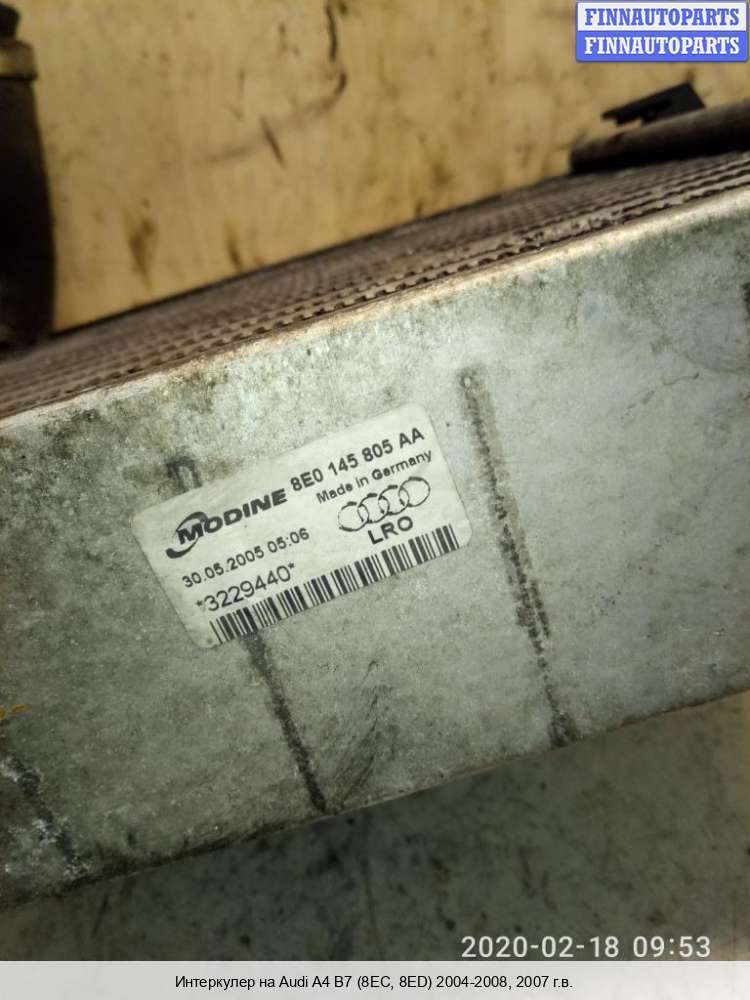 FINNAUTOPARTS
FINNAUTOPARTS
MODINE 8E0 145 805 AA
Made in Germany
30.05.2005 05:06
LRO
*3229440*
2020-02-18 09:53
Интеркулер на Audi A4 B7 (8EC, 8ED) 2004-2008, 2007 г.в.